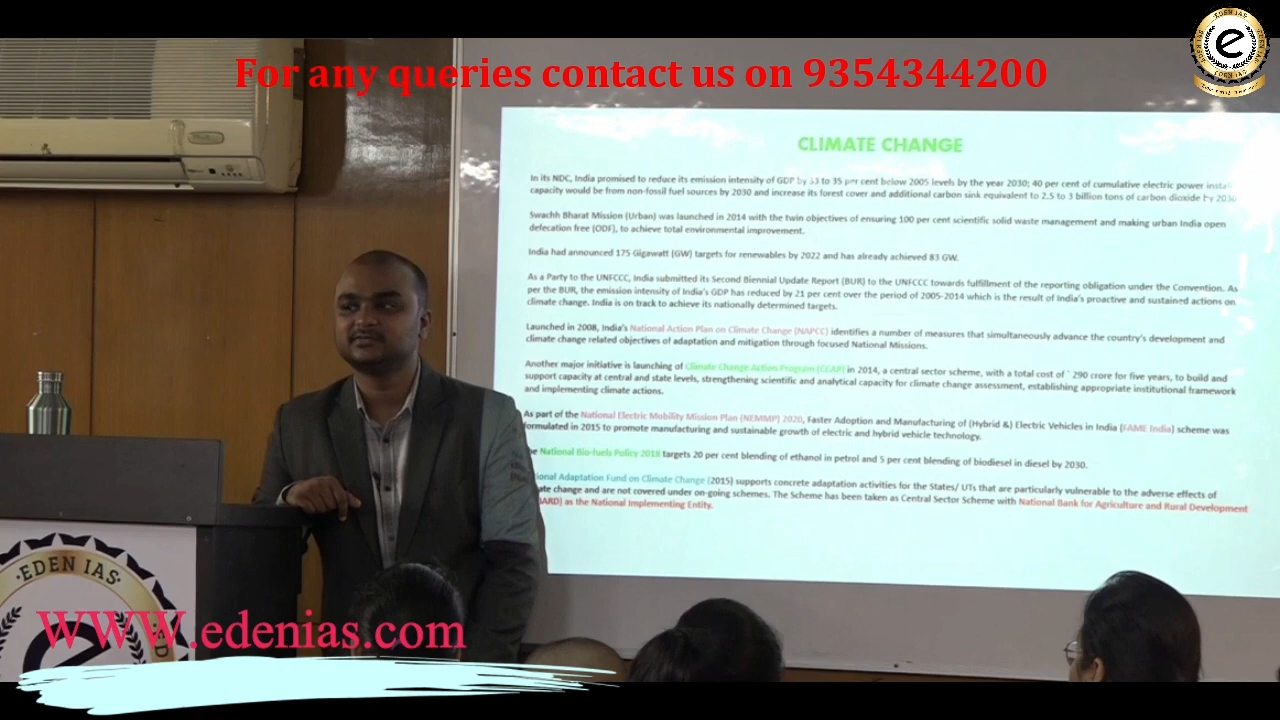 For any queries contact us on 9354344200
EDEN IAS
e
CLIMATE CHANGE
In its NDC, India promised to reduce its emission intensity of GDP by 33 to 35 per cent below 2005 levels by the year 2030; 40 per cent of cumulative electric power
capacity would be from non-fossil fuel sources by 2030 and increase its forest cover and additional carbon sink equivalent to 2.5 to 3 billion tons of carbon dioxide by 2030
Swachh Bharat Mission (Urban) was launched in 2014 with the twin objectives of ensuring 100 per cent scientific solid waste management and making urban India open
defecation free (ODF), to achieve total environmental improvement.
India had announced 175 Gigawatt (GW) targets for renewables by 2022 and has already achieved 83 GW.
As a Party to the UNFCCC, India submitted its Second Biennial Update Report (BUR) to the UNFCCC towards fulfillment of the reporting obligation under the Convention. As
per the BUR, the emission intensity of India's GDP has reduced by 21 per cent over the period of 2005-2014 which is the result of India's proactive and sustained actions on
climate change. India is on track to achieve its nationally determined targets.
Launched in 2008, India's National Action Plan on Climate Change (NAPCC) identifies a number of measures that simultaneously advance the country's development and
climate change related objectives of adaptation and mitigation through focused National Missions.
Another major initiative is launching of Climate Change Action Program (CCAP) in 2014, a central sector scheme, with a total cost of ` 290 crore for five years, to build and
support capacity at central and state levels, strengthening scientific and analytical capacity for climate change assessment, establishing appropriate institutional framework
and implementing climate actions.
As part of the National Electric Mobility Mission Plan (NEMMP) 2020, Faster Adoption and Manufacturing of (Hybrid &) Electric Vehicles in India (FAME India) scheme was
formulated in 2015 to promote manufacturing and sustainable growth of electric and hybrid vehicle technology.
National Bio-fuels Policy 2018 targets 20 per cent blending of ethanol in petrol and 5 per cent blending of biodiesel in diesel by 2030.
Adaptation Fund on Climate Change (2015) supports concrete adaptation activities for the States/ UTs that are particularly vulnerable to the adverse effects of
change and are not covered under on-going schemes. The Scheme has been taken as Central Sector Scheme with National Bank for Agriculture and Rural Development
as the National Implementing Entity.
EDEN IAS
e
www.edenias.com